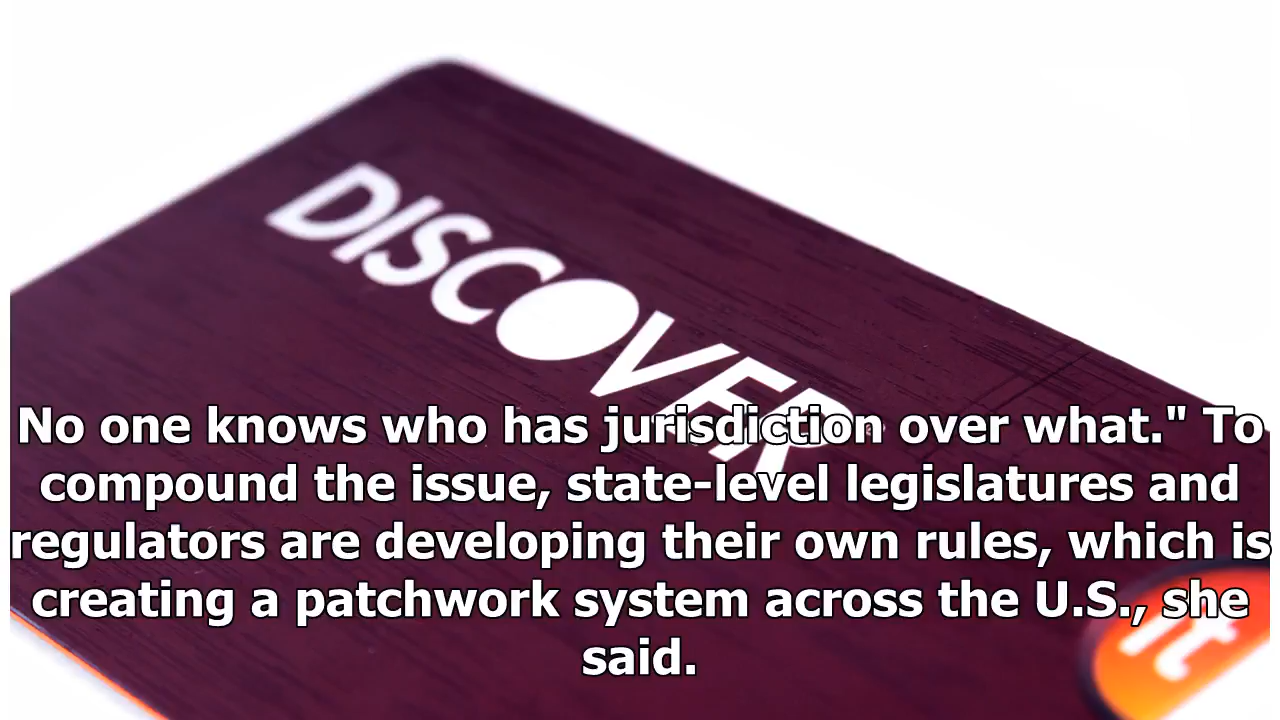 DISCOVER
No one knows who has jurisdiction over what." To
compound the issue, state-level legislatures and
regulators are developing their own rules, which is
creating a patchwork system across the U.S., she
said.
it